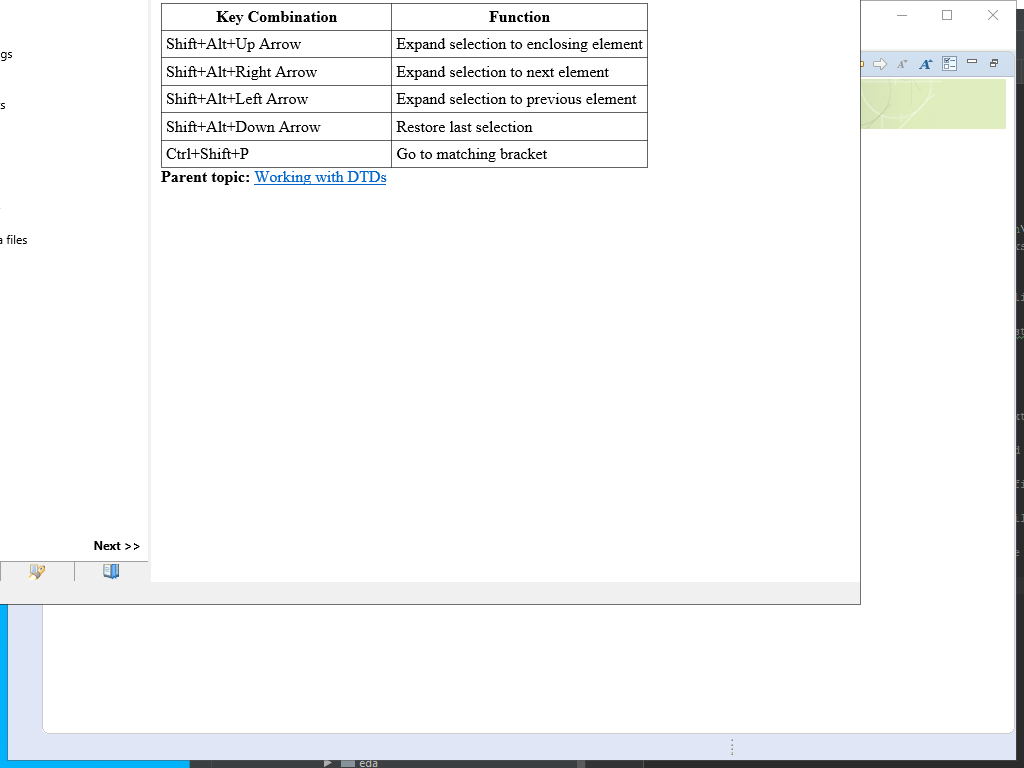 Key Combination Function
Shift+Alt+Up Arrow Expand selection to enclosing element
Shift+Alt+Right Arrow Expand selection to next element
Shift+Alt+Left Arrow Expand selection to previous element
Shift+Alt+Down Arrow Restore last selection
Ctrl+Shift+P Go to matching bracket
Parent topic: Working with DTDs
gs
s
files
Next >>
eda